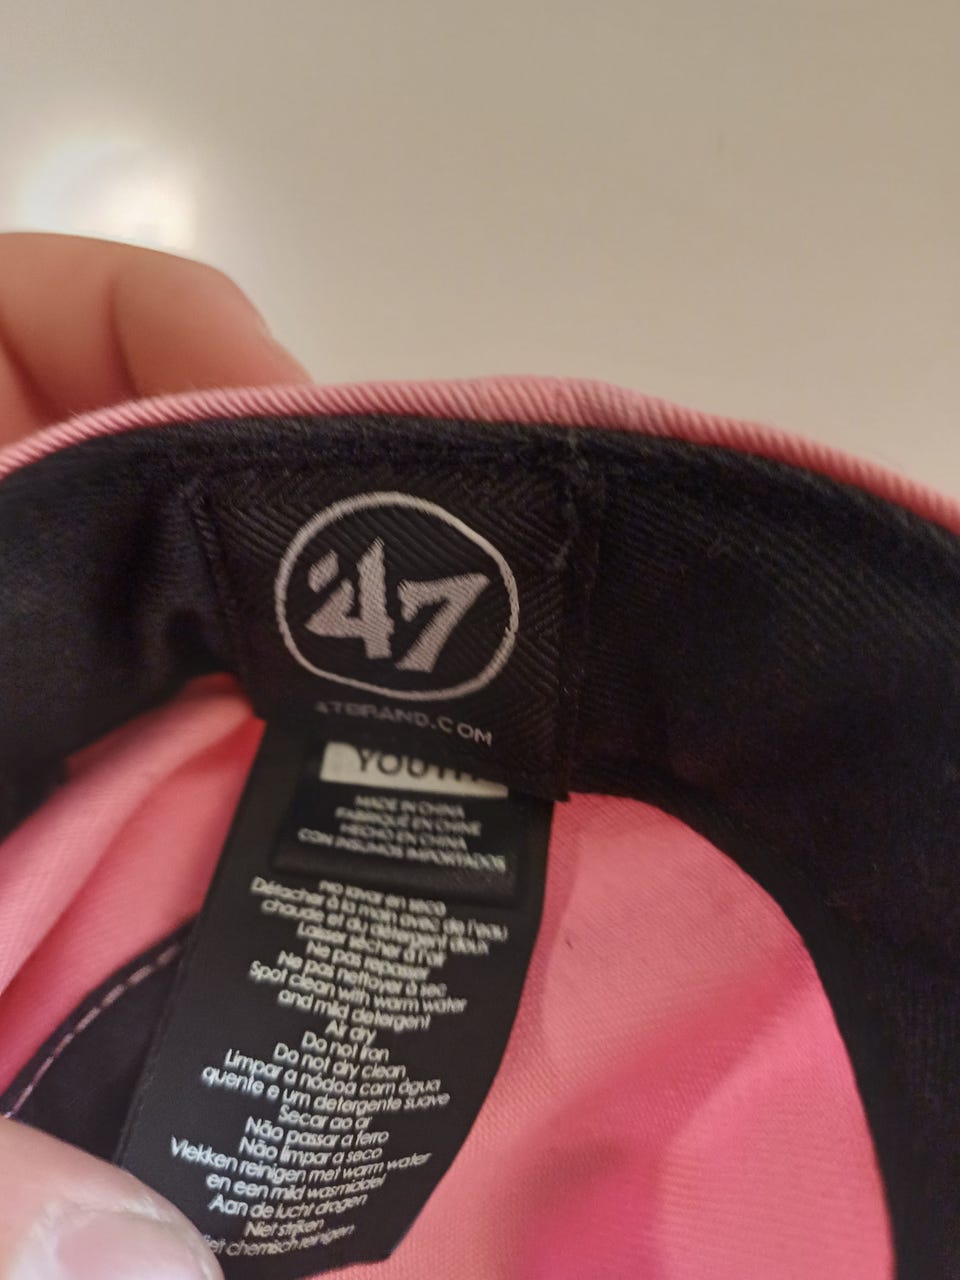 '47
47BRAND.COM
YOUTH
MADE IN CHINA
FABRIQUÉ EN CHINE
HECHO EN CHINA
CON INSUMOS IMPORTADOS
No lavar en seco
Détacher à la main avec de l'eau
chaude et du détergent doux
Laisser sécher à l'air
Ne pas repasser
Ne pas nettoyer à sec
Spot clean with warm water
and mild detergent
Air dry
Do not iron
Do not dry clean
Limpar a nódoa com água
quente e um detergente suave
Secar ao ar
Não passar a ferro
Não limpar a seco
Vlekken reinigen met warm water
en een mild wasmiddel
Aan de lucht drogen
Niet strijken
iet chemisch reinigen